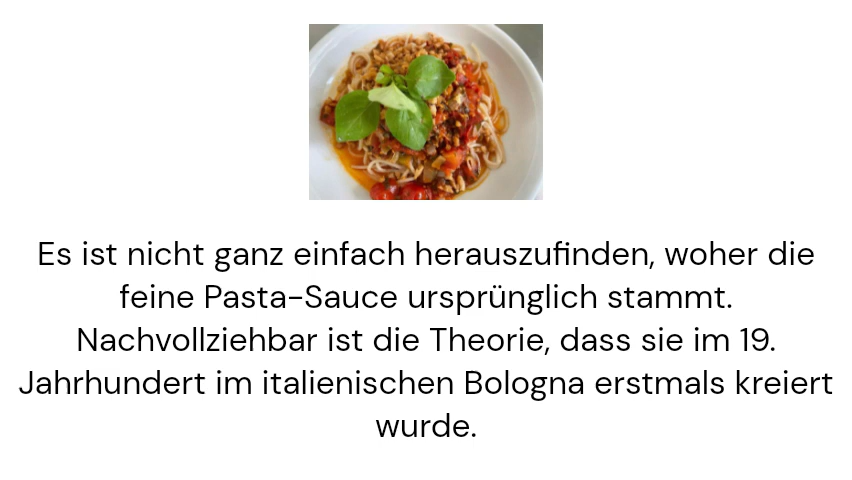 Es ist nicht ganz einfach herauszufinden, woher die
feine Pasta-Sauce ursprünglich stammt.
Nachvollziehbar ist die Theorie, dass sie im 19.
Jahrhundert im italienischen Bologna erstmals kreiert
wurde.